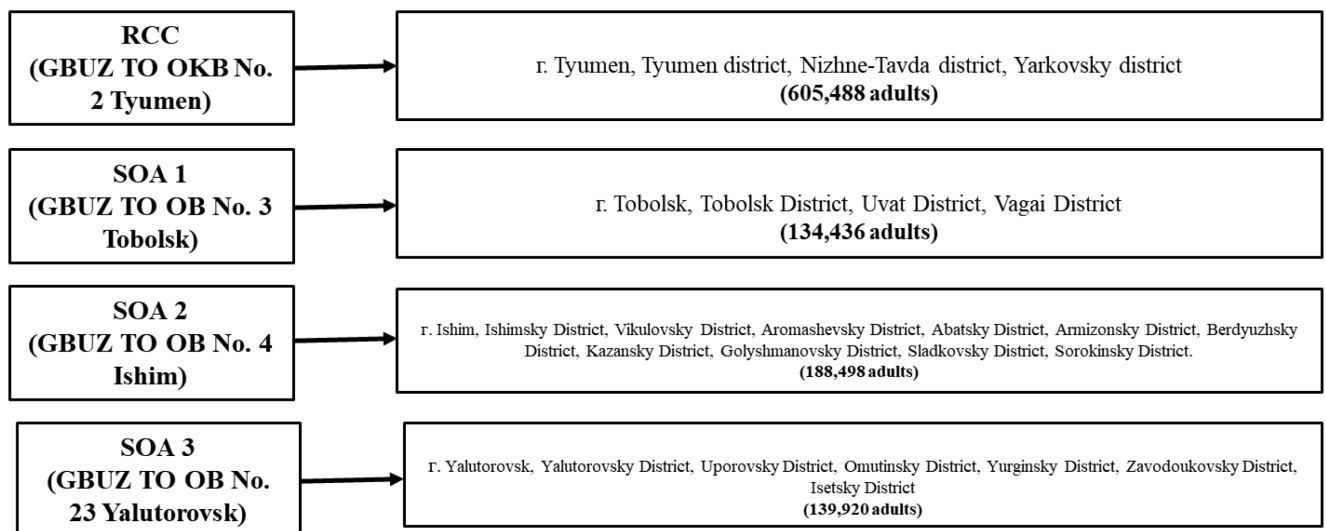 RCC
(GBUZ TO OKB No.
2 Tyumen)
г. Tyumen, Tyumen district, Nizhne-Tavda district, Yarkovsky district
(605,488 adults)
SOA 1
(GBUZ TO OB No. 3
Tobolsk)
г. Tobolsk, Tobolsk District, Uvat District, Vagai District
(134,436 adults)
SOA 2
(GBUZ TO OB No. 4
Ishim)
г. Ishim, Ishimsky District, Vikulovsky District, Aromashevsky District, Abatsky District, Armizonsky District, Berdyuzhsky
District, Kazansky District, Golyshmanovsky District, Sladkovsky District, Sorokinsky District.
(188,498 adults)
SOA 3
(GBUZ TO OB No.
23 Yalutorovsk)
г. Yalutorovsk, Yalutorovsky District, Uporovsky District, Omutinsky District, Yurginsky District, Zavodoukovsky District,
Isetsky District
(139,920 adults)